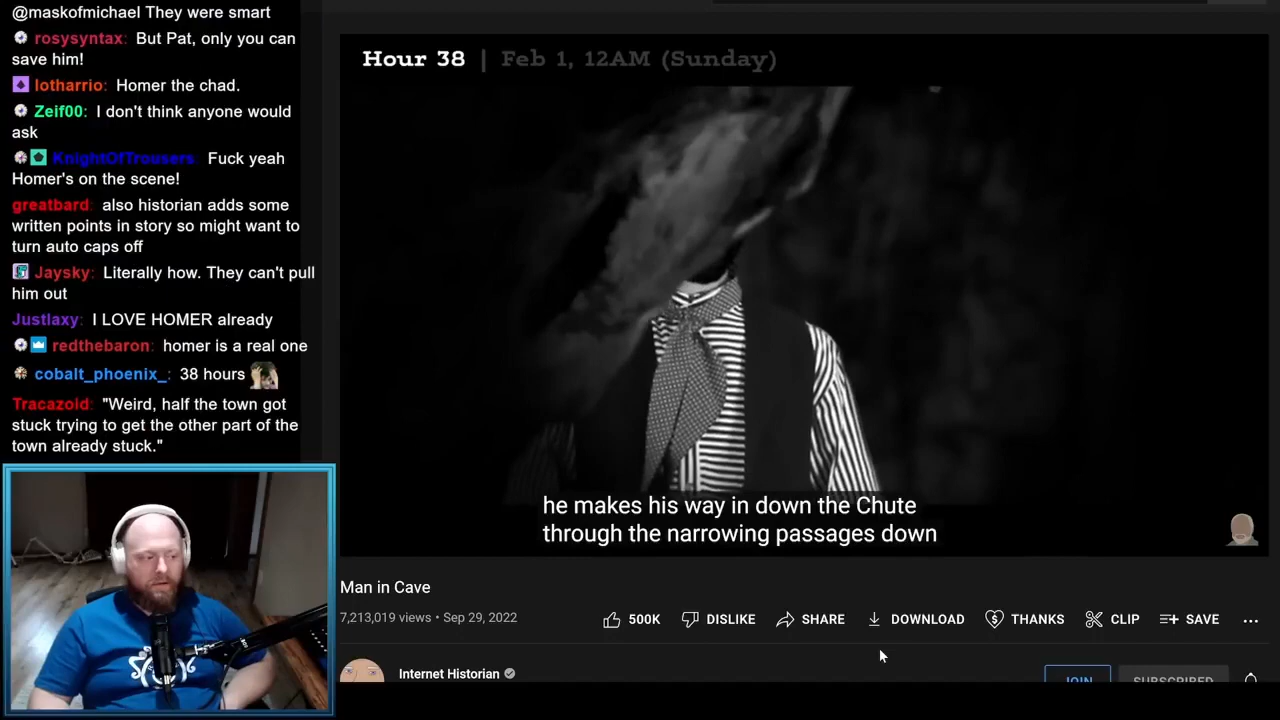 @maskofmichael They were smart
rosysyntax: But Pat, only you can
save him!
lotharrio: Homer the chad.
Zeif00: I don't think anyone would
ask
KnightOfTrousers: Fuck yeah
Homer's on the scene!
greatbard: also historian adds some
written points in story so might want to
turn auto caps off
Jaysky: Literally how. They can't pull
him out
Justlaxy: I LOVE HOMER already
redthebaron: homer is a real one
cobalt_phoenix_: 38 hours
Tracazoid: "Weird, half the town got
stuck trying to get the other part of the
town already stuck."
Hour 38 | Feb 1, 12AM (Sunday)
he makes his way in down the Chute
through the narrowing passages down
Man in Cave
7,213,019 views • Sep 29, 2022
500K DISLIKE SHARE DOWNLOAD THANKS CLIP SAVE ...
Internet Historian
JOIN SUBSCRIBED